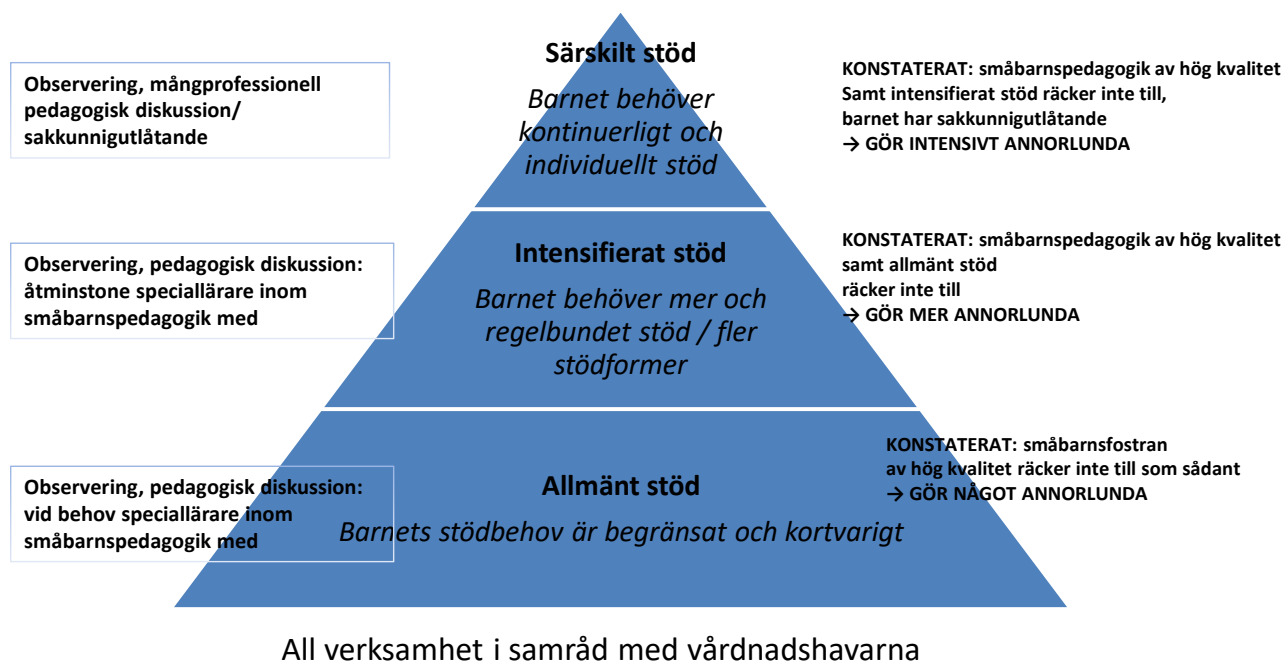 Särskilt stöd
Barnet behöver
kontinuerligt och
individuellt stöd
Observering, mångprofessionell
pedagogisk diskussion/
sakkunnigutlåtande
KONSTATERAT: småbarnspedagogik av hög kvalitet
Samt intensifierat stöd räcker inte till,
barnet har sakkunnigutlåtande
→ GÖR INTENSIVT ANNORLUNDA
Observering, pedagogisk diskussion:
åtminstone speciallärare inom
småbarnspedagogik med
Intensifierat stöd
Barnet behöver mer och
regelbundet stöd / fler
stödformer
KONSTATERAT: småbarnspedagogik av hög kvalitet
samt allmänt stöd
räcker inte till
→ GÖR MER ANNORLUNDA
Observering, pedagogisk diskussion:
vid behov speciallärare inom
småbarnspedagogik med
Allmänt stöd
Barnets stödbehov är begränsat och kortvarigt
KONSTATERAT: småbarnsfostran
av hög kvalitet räcker inte till som sådant
→ GÖR NÅGOT ANNORLUNDA
All verksamhet i samråd med vårdnadshavarna